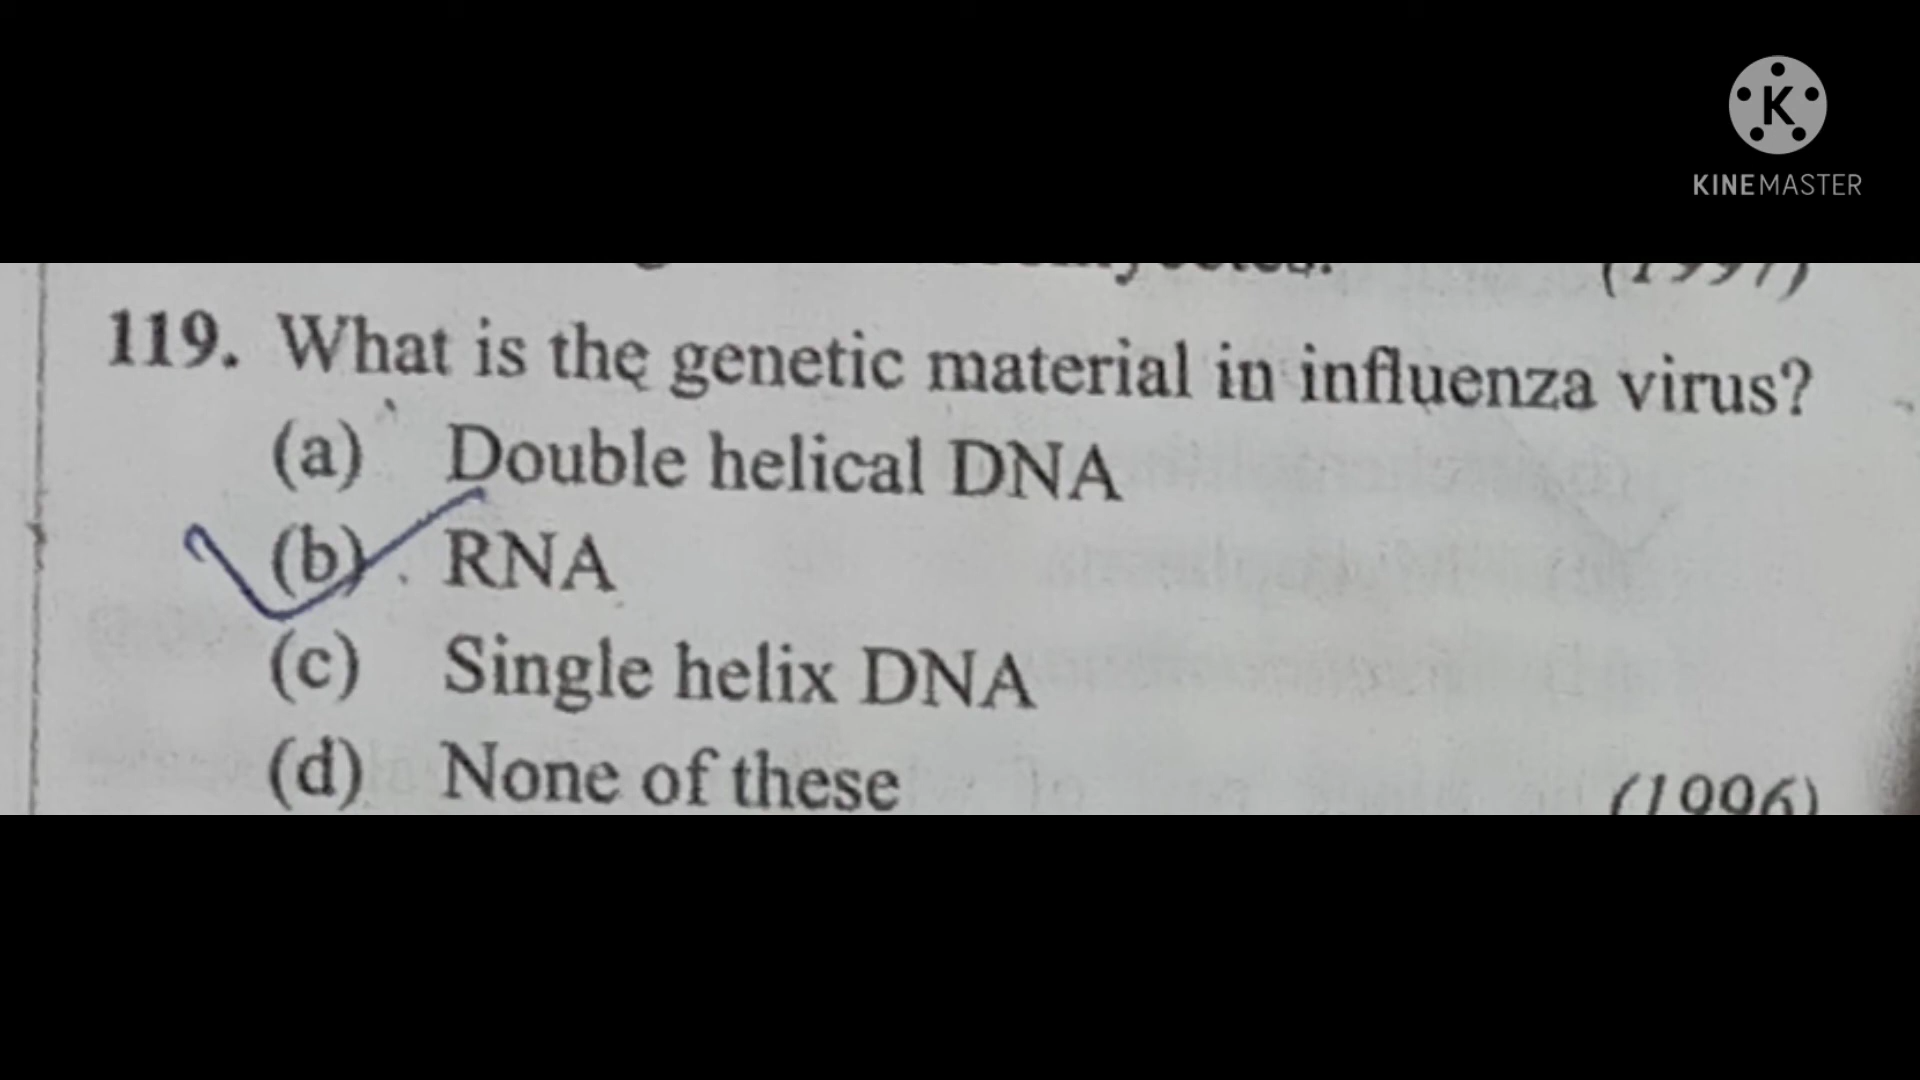 KINEMASTER
119. What is the genetic material in influenza virus?
(a) Double helical DNA
(b) RNA
(c) Single helix DNA
(d) None of these
(1996)